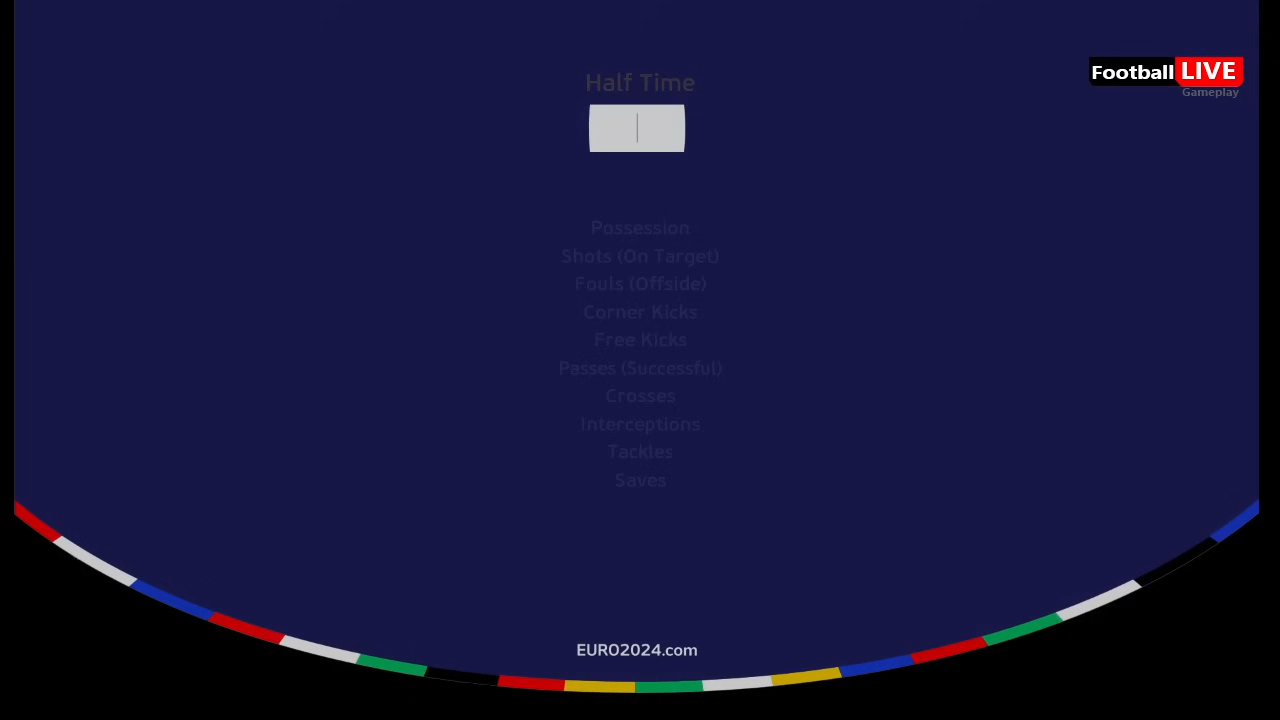 Half Time
Football LIVE
Gameplay
Possession
Shots (On Target)
Fouls (Offside)
Corner Kicks
Free Kicks
Passes (Successful)
Crosses
Interceptions
Tackles
Saves
EURO2024.com